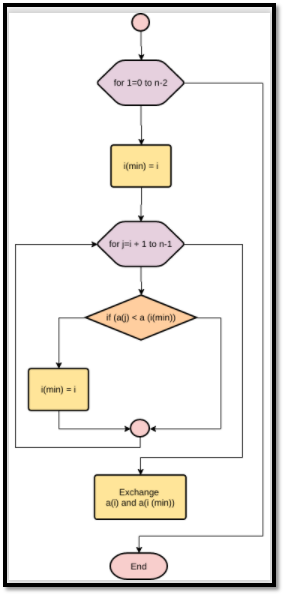 for 1=0 to n-2
i(min) = i
for j=i + 1 to n-1
if (a(j) < a (i(min))
i(min) = i
Exchange
a(i) and a(i (min))
End